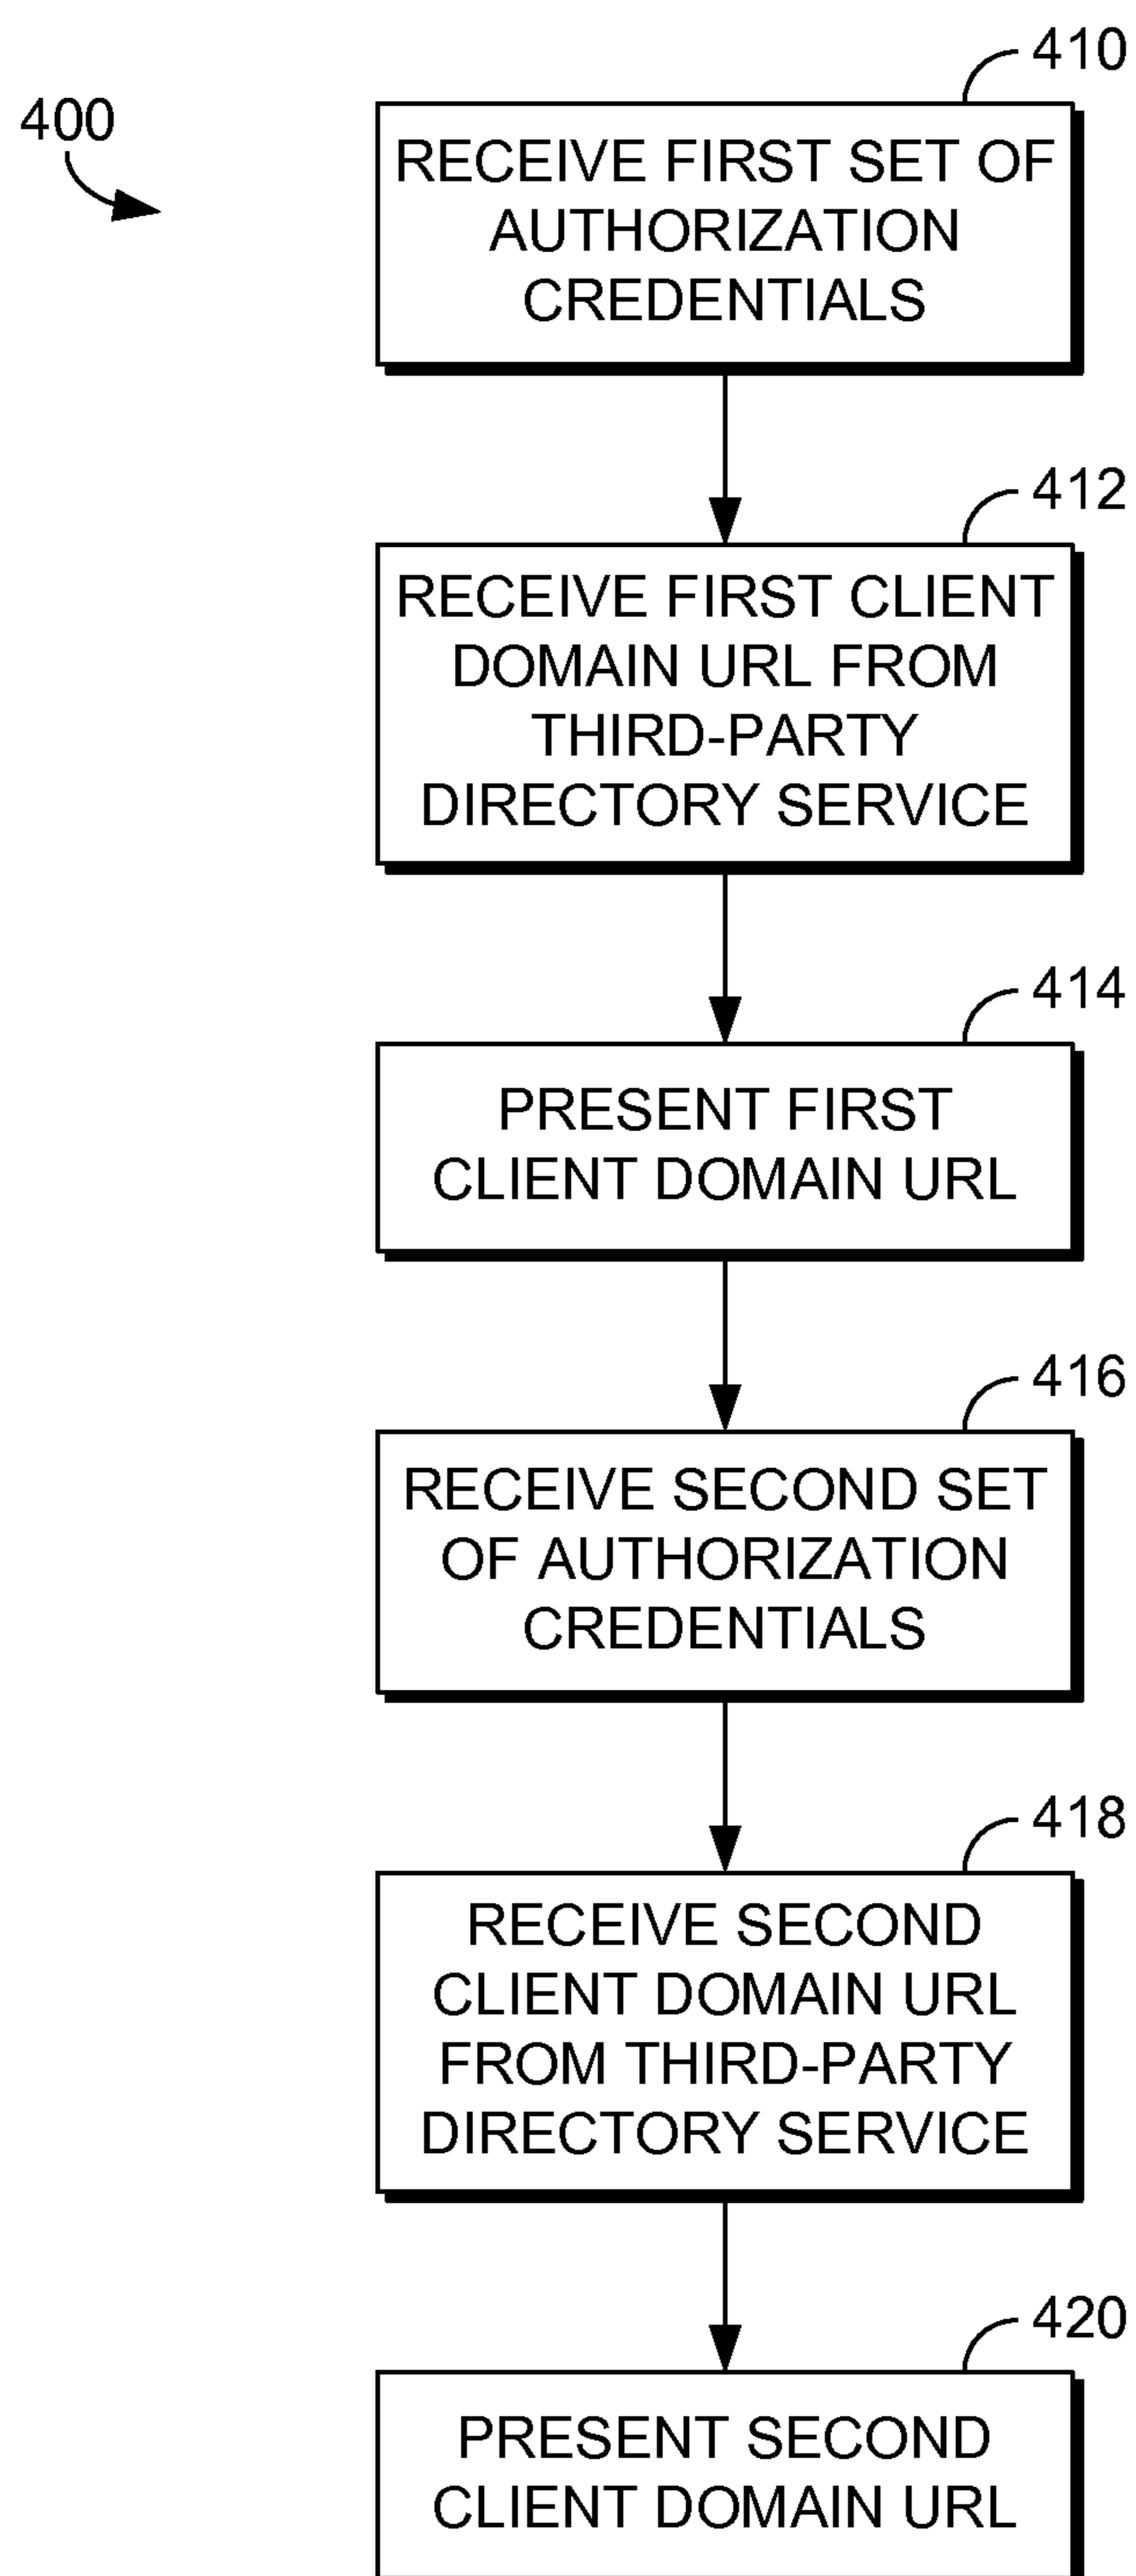 410
400
RECEIVE FIRST SET OF
AUTHORIZATION
CREDENTIALS
412
RECEIVE FIRST CLIENT
DOMAIN URL FROM
THIRD-PARTY
DIRECTORY SERVICE
414
PRESENT FIRST
CLIENT DOMAIN URL
416
RECEIVE SECOND SET
OF AUTHORIZATION
CREDENTIALS
418
RECEIVE SECOND
CLIENT DOMAIN URL
FROM THIRD-PARTY
DIRECTORY SERVICE
420
PRESENT SECOND
CLIENT DOMAIN URL